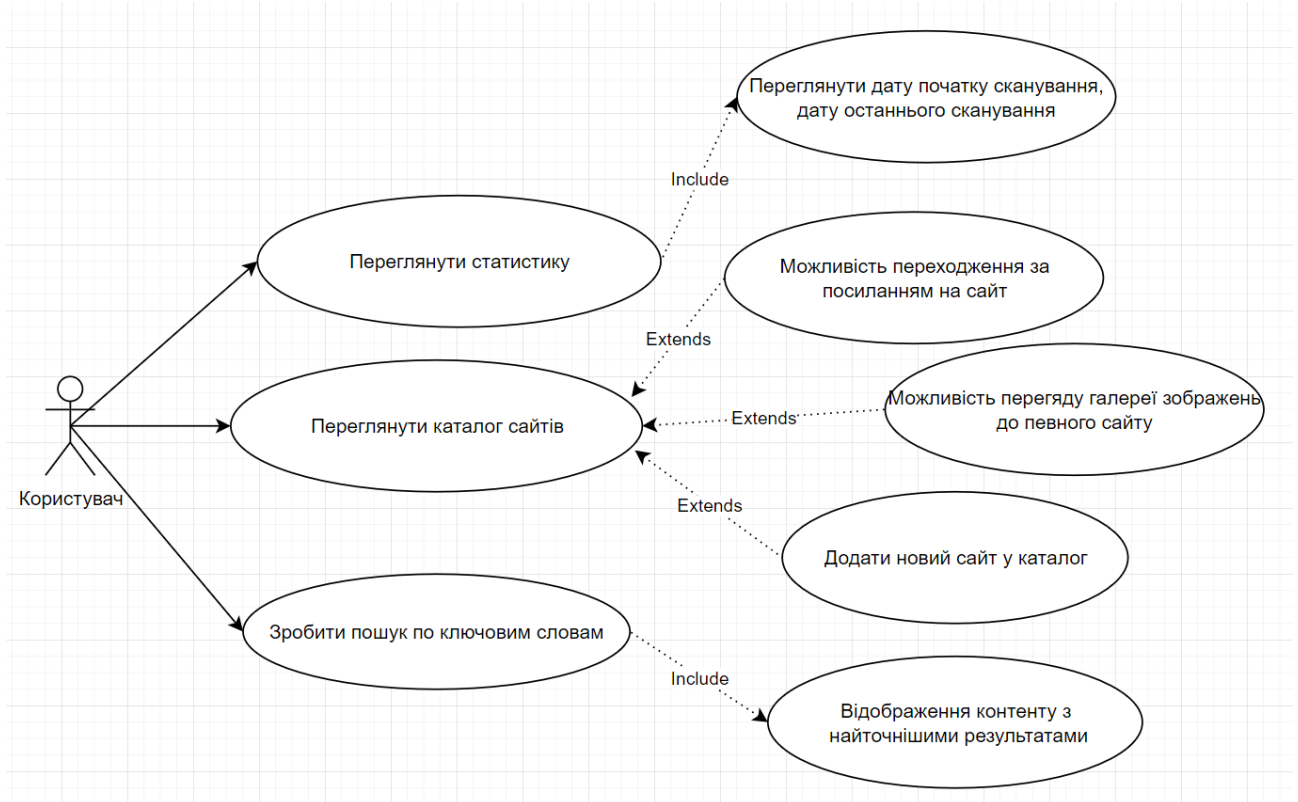 Переглянути дату початку сканування,
дату останнього сканування
Include
Переглянути статистику
Можливість переходження за
посиланням на сайт
Extends
Можливість перегяду галереї зображень
до певного сайту
Extends
Переглянути каталог сайтів
Користувач
Extends
Додати новий сайт у каталог
Зробити пошук по ключовим словам
Include
Відображення контенту з
найточнішими результатами